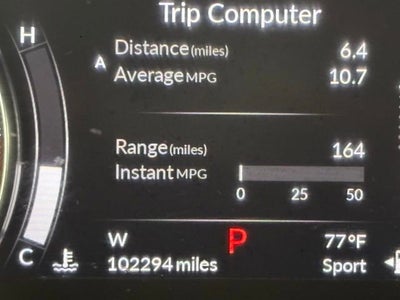 Trip Computer
H
Distance (miles) 6.4
A
Average MPG 10.7
Range (miles) 164
Instant MPG
0 25 50
W P 77°F
C 102294 miles Sport